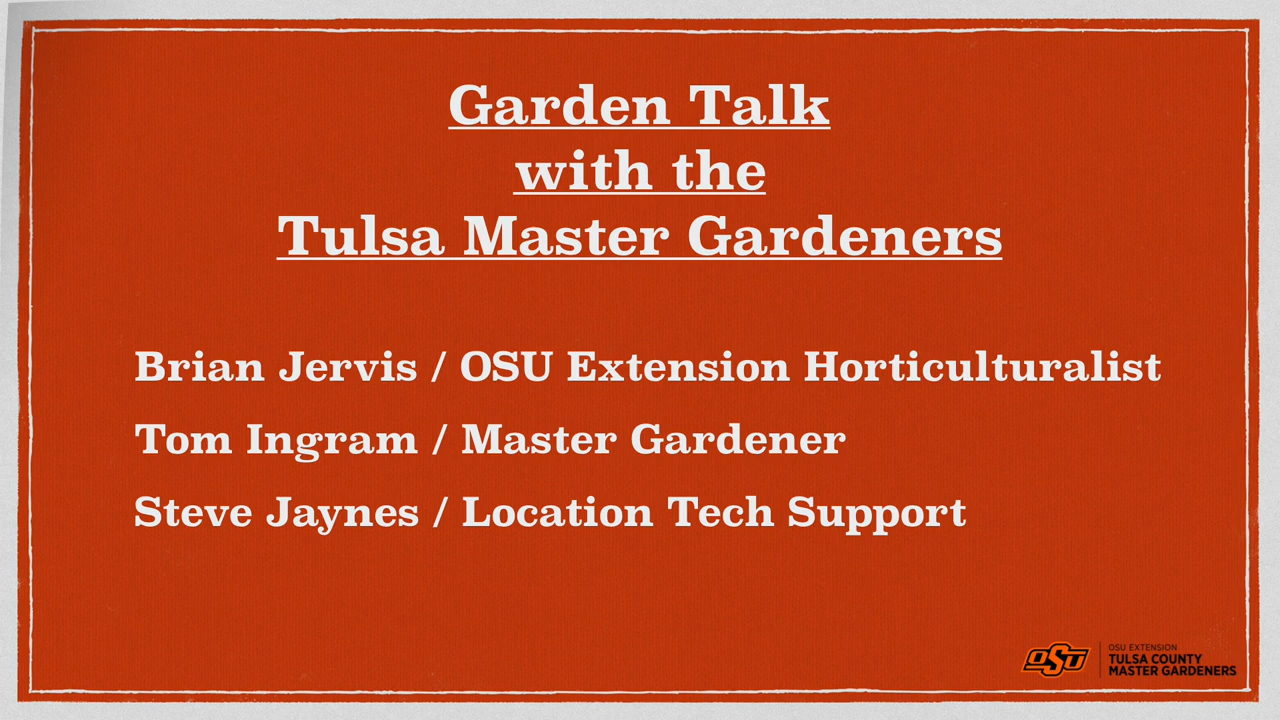 Garden Talk
with the
Tulsa Master Gardeners
Brian Jervis / OSU Extension Horticulturalist
Tom Ingram / Master Gardener
Steve Jaynes / Location Tech Support
OSU
OSU EXTENSION
TULSA COUNTY
MASTER GARDENERS